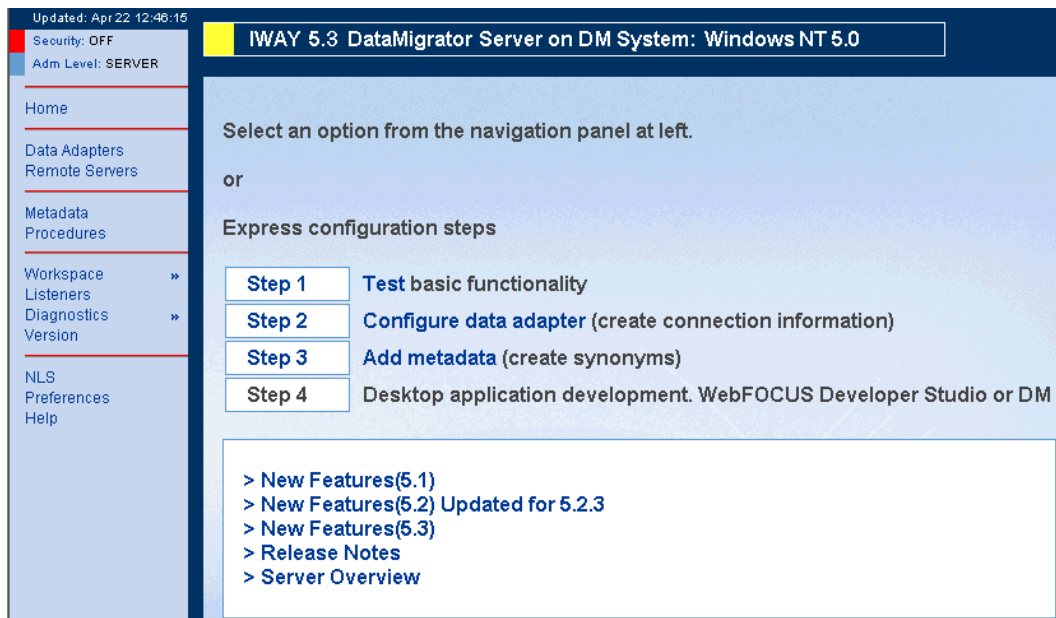 Updated: Apr 22 12:46:15
Security: OFF
Adm Level: SERVER
Home
Data Adapters
Remote Servers
Metadata
Procedures
Workspace »
Listeners
Diagnostics »
Version
NLS
Preferences
Help
IWAY 5.3 DataMigrator Server on DM System: Windows NT 5.0
Select an option from the navigation panel at left.
or
Express configuration steps
Step 1 Test basic functionality
Step 2 Configure data adapter (create connection information)
Step 3 Add metadata (create synonyms)
Step 4 Desktop application development. WebFOCUS Developer Studio or DM
> New Features(5.1)
> New Features(5.2) Updated for 5.2.3
> New Features(5.3)
> Release Notes
> Server Overview